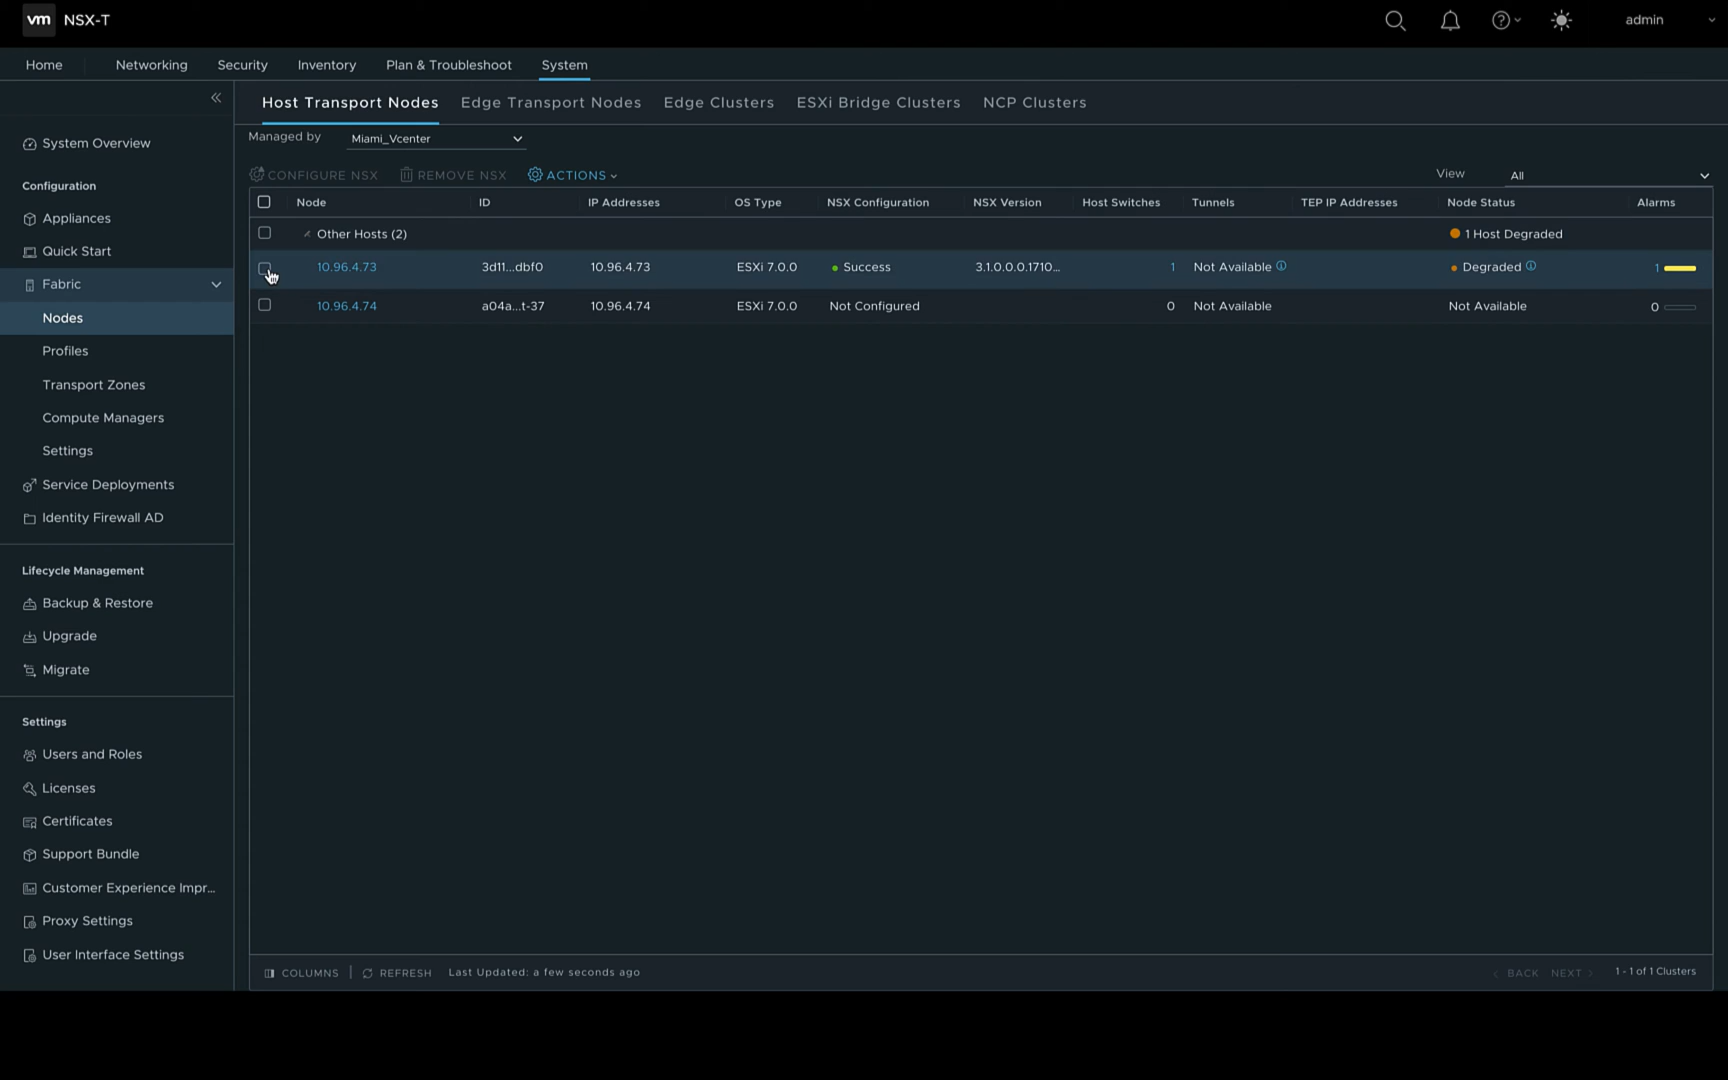 vm NSX-T
admin
Home Networking Security Inventory Plan & Troubleshoot System
Host Transport Nodes Edge Transport Nodes Edge Clusters ESXi Bridge Clusters NCP Clusters
Managed by Miami_Vcenter
CONFIGURE NSX REMOVE NSX ACTIONS
View All
Node ID IP Addresses OS Type NSX Configuration NSX Version Host Switches Tunnels TEP IP Addresses Node Status Alarms
Other Hosts (2) 1 Host Degraded
10.96.4.73 3d11...dbf0 10.96.4.73 ESXi 7.0.0 Success 3.1.0.0.0.1710... 1 Not Available Degraded 1
10.96.4.74 a04a...t-37 10.96.4.74 ESXi 7.0.0 Not Configured 0 Not Available Not Available 0
System Overview
Configuration
Appliances
Quick Start
Fabric
Nodes
Profiles
Transport Zones
Compute Managers
Settings
Service Deployments
Identity Firewall AD
Lifecycle Management
Backup & Restore
Upgrade
Migrate
Settings
Users and Roles
Licenses
Certificates
Support Bundle
Customer Experience Impr...
Proxy Settings
User Interface Settings
COLUMNS REFRESH Last Updated: a few seconds ago
BACK NEXT 1 - 1 of 1 Clusters